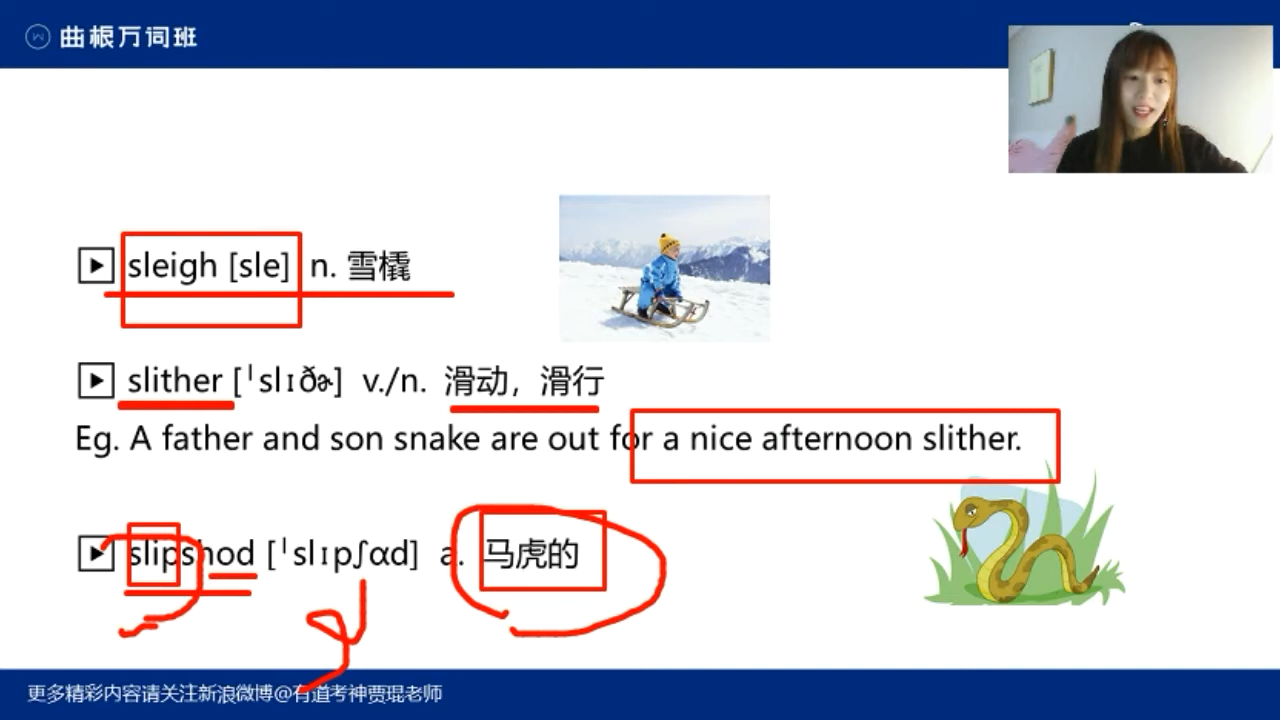 曲根万词班
sleigh [sle] n. 雪橇
slither [ˈslɪðɚ] v./n. 滑动，滑行
Eg. A father and son snake are out for a nice afternoon slither.
slipshod [ˈslɪpʃɑd] a. 马虎的
更多精彩内容请关注新浪微博@有道考神贾琨老师